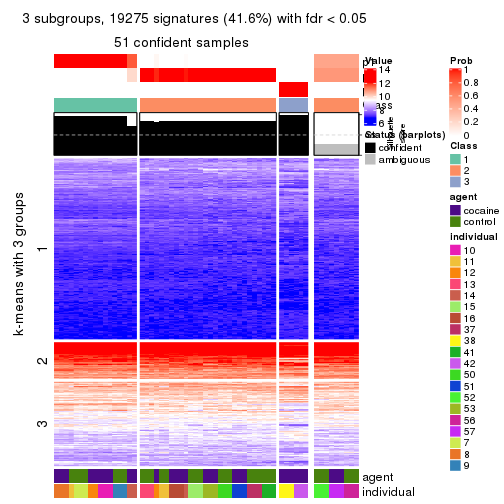 3 subgroups, 19275 signatures (41.6%) with fdr < 0.05
51 confident samples
k-means with 3 groups
1
2
3
Value
14
12
10
8
6
Status (barplots)
confident
ambiguous
Prob
1
0.8
0.6
0.4
0.2
0
Class
1
2
3
agent
cocaine
control
individual
10
11
12
13
14
15
16
37
38
41
42
50
51
52
53
56
57
7
8
9
agent
individual